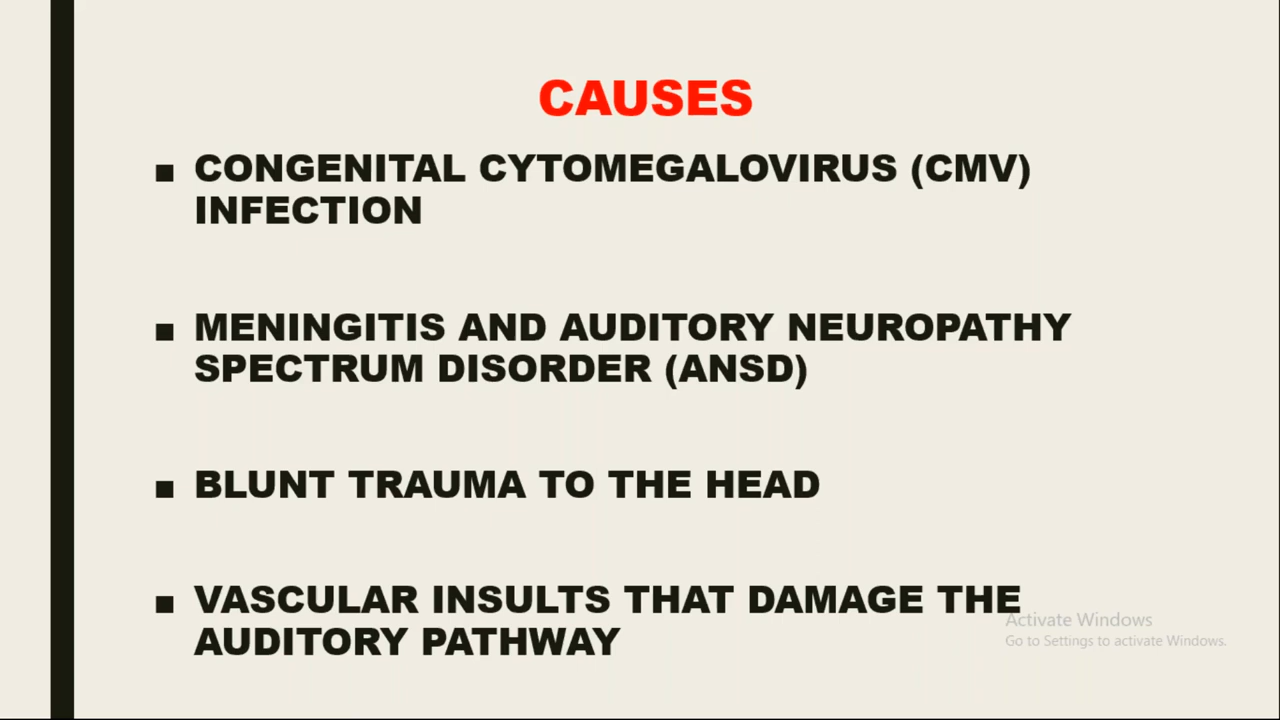 CAUSES
■ CONGENITAL CYTOMEGALOVIRUS (CMV)
INFECTION
■ MENINGITIS AND AUDITORY NEUROPATHY
SPECTRUM DISORDER (ANSD)
■ BLUNT TRAUMA TO THE HEAD
■ VASCULAR INSULTS THAT DAMAGE THE
AUDITORY PATHWAY
Activate Windows
Go to Settings to activate Windows.